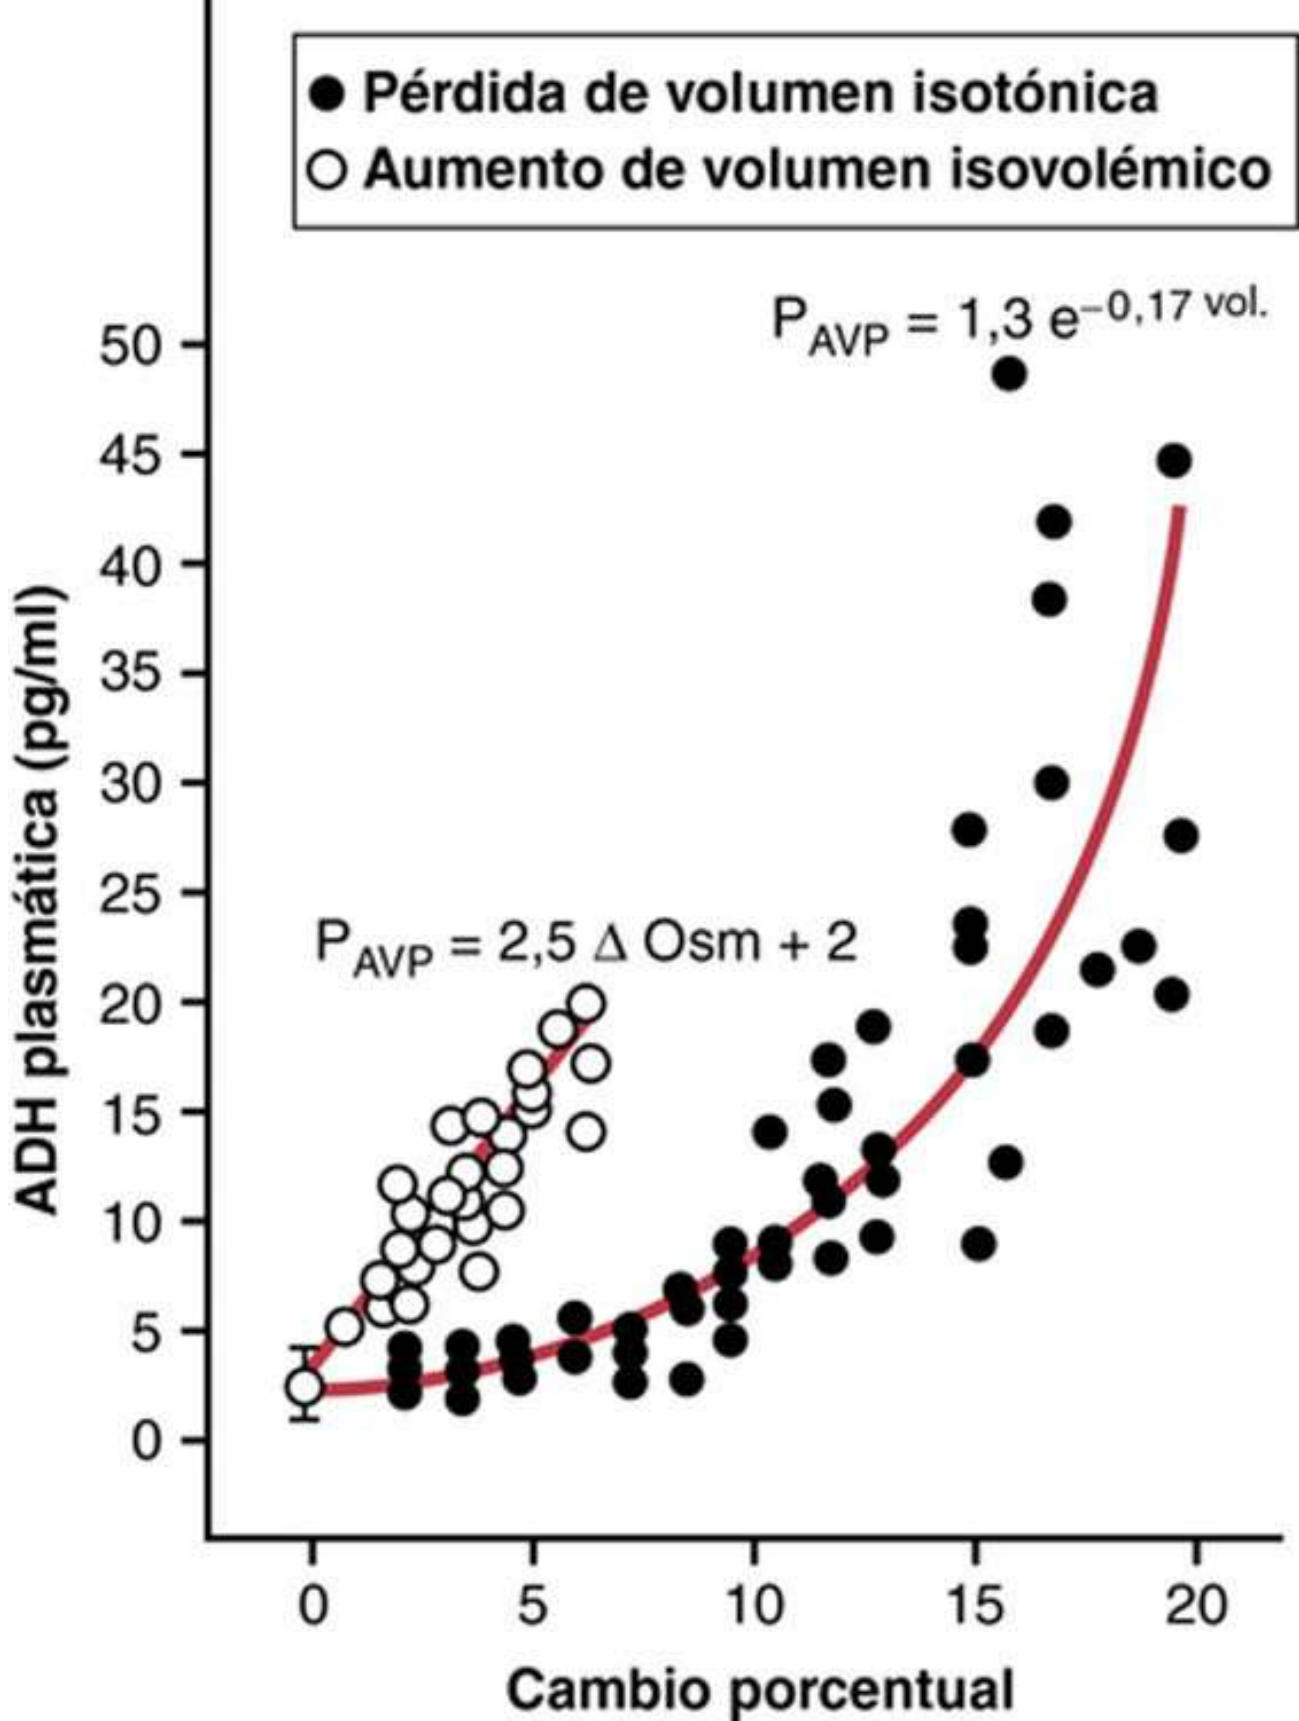 ● Pérdida de volumen isotónica
○ Aumento de volumen isovolémico
P_AVP = 1,3 e^−0,17 vol.
50
45
40
35
30
25
20
15
10
5
0
ADH plasmática (pg/ml)
P_AVP = 2,5 Δ Osm + 2
0 5 10 15 20
Cambio porcentual